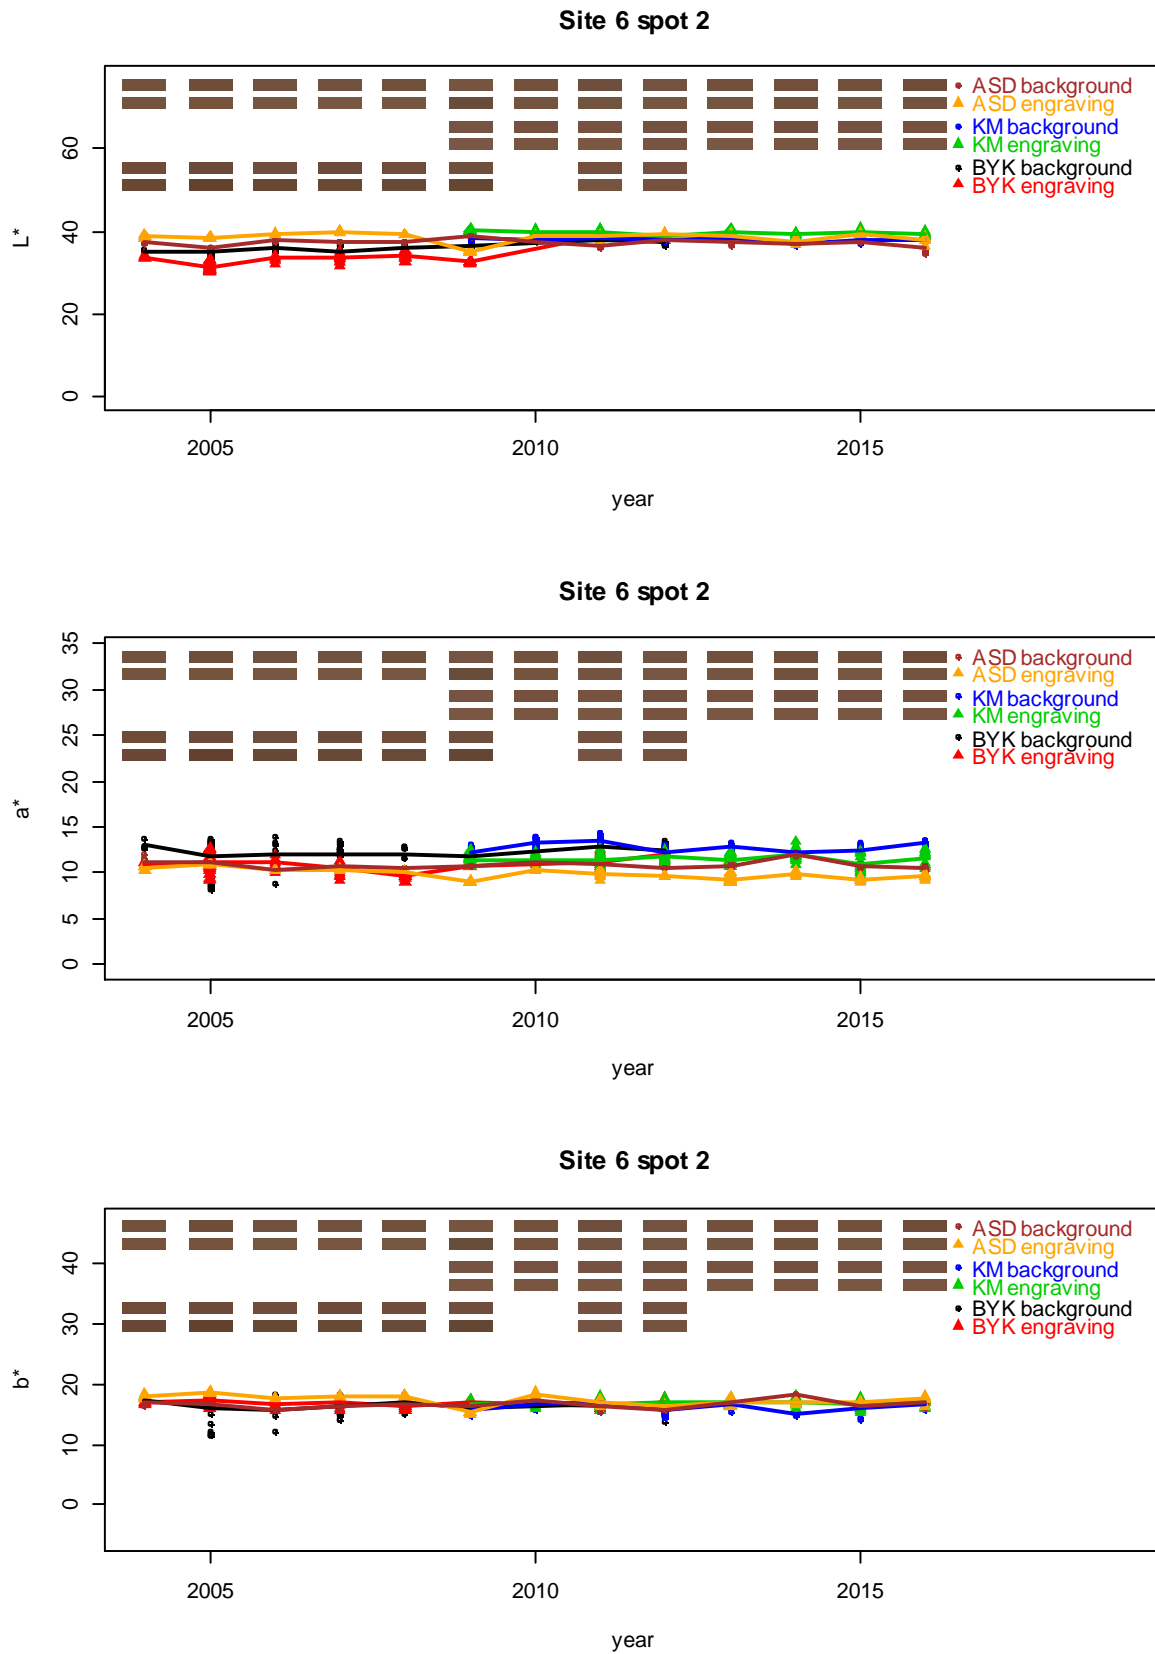 Site 6 spot 2
ASD background
ASD engraving
KM background
KM engraving
BYK background
BYK engraving
L*
60
40
20
0
2005 2010 2015
year
Site 6 spot 2
ASD background
ASD engraving
KM background
KM engraving
BYK background
BYK engraving
a*
35
30
25
20
15
10
5
0
2005 2010 2015
year
Site 6 spot 2
ASD background
ASD engraving
KM background
KM engraving
BYK background
BYK engraving
b*
40
30
20
10
0
2005 2010 2015
year